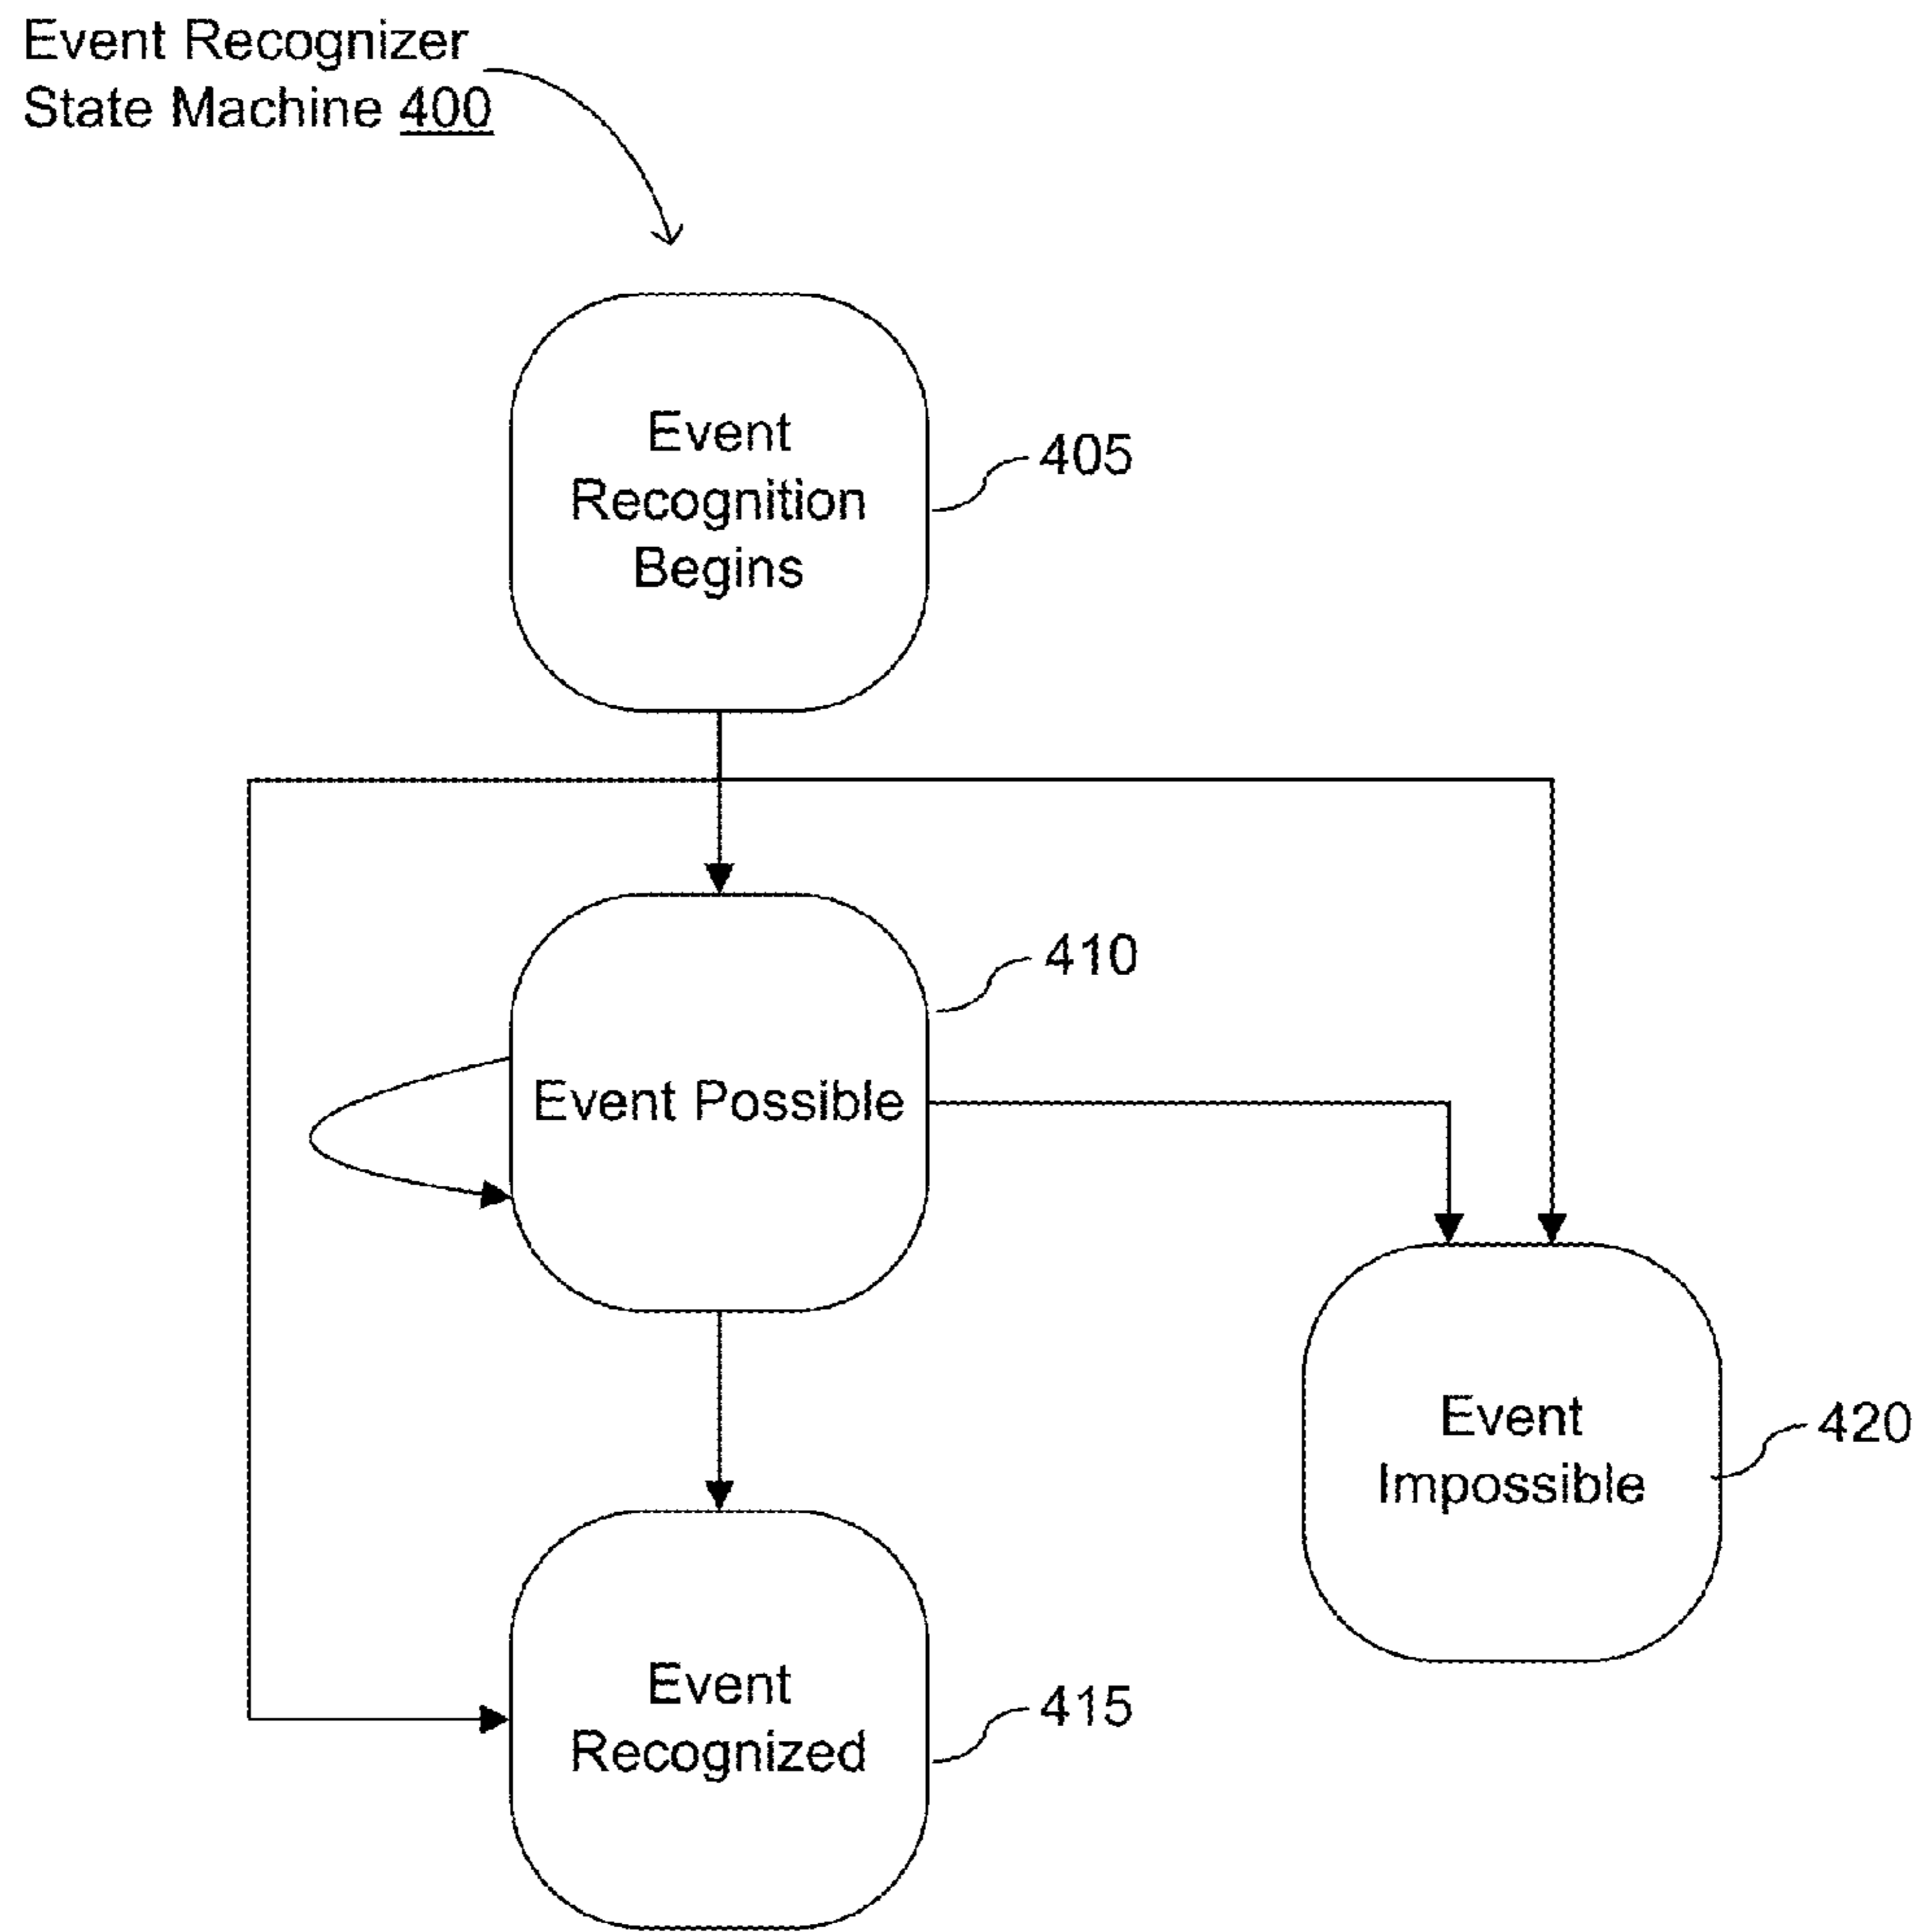 Event Recognizer
State Machine 400
Event
Recognition
Begins
405
410
Event Possible
Event
Impossible
420
Event
Recognized
415